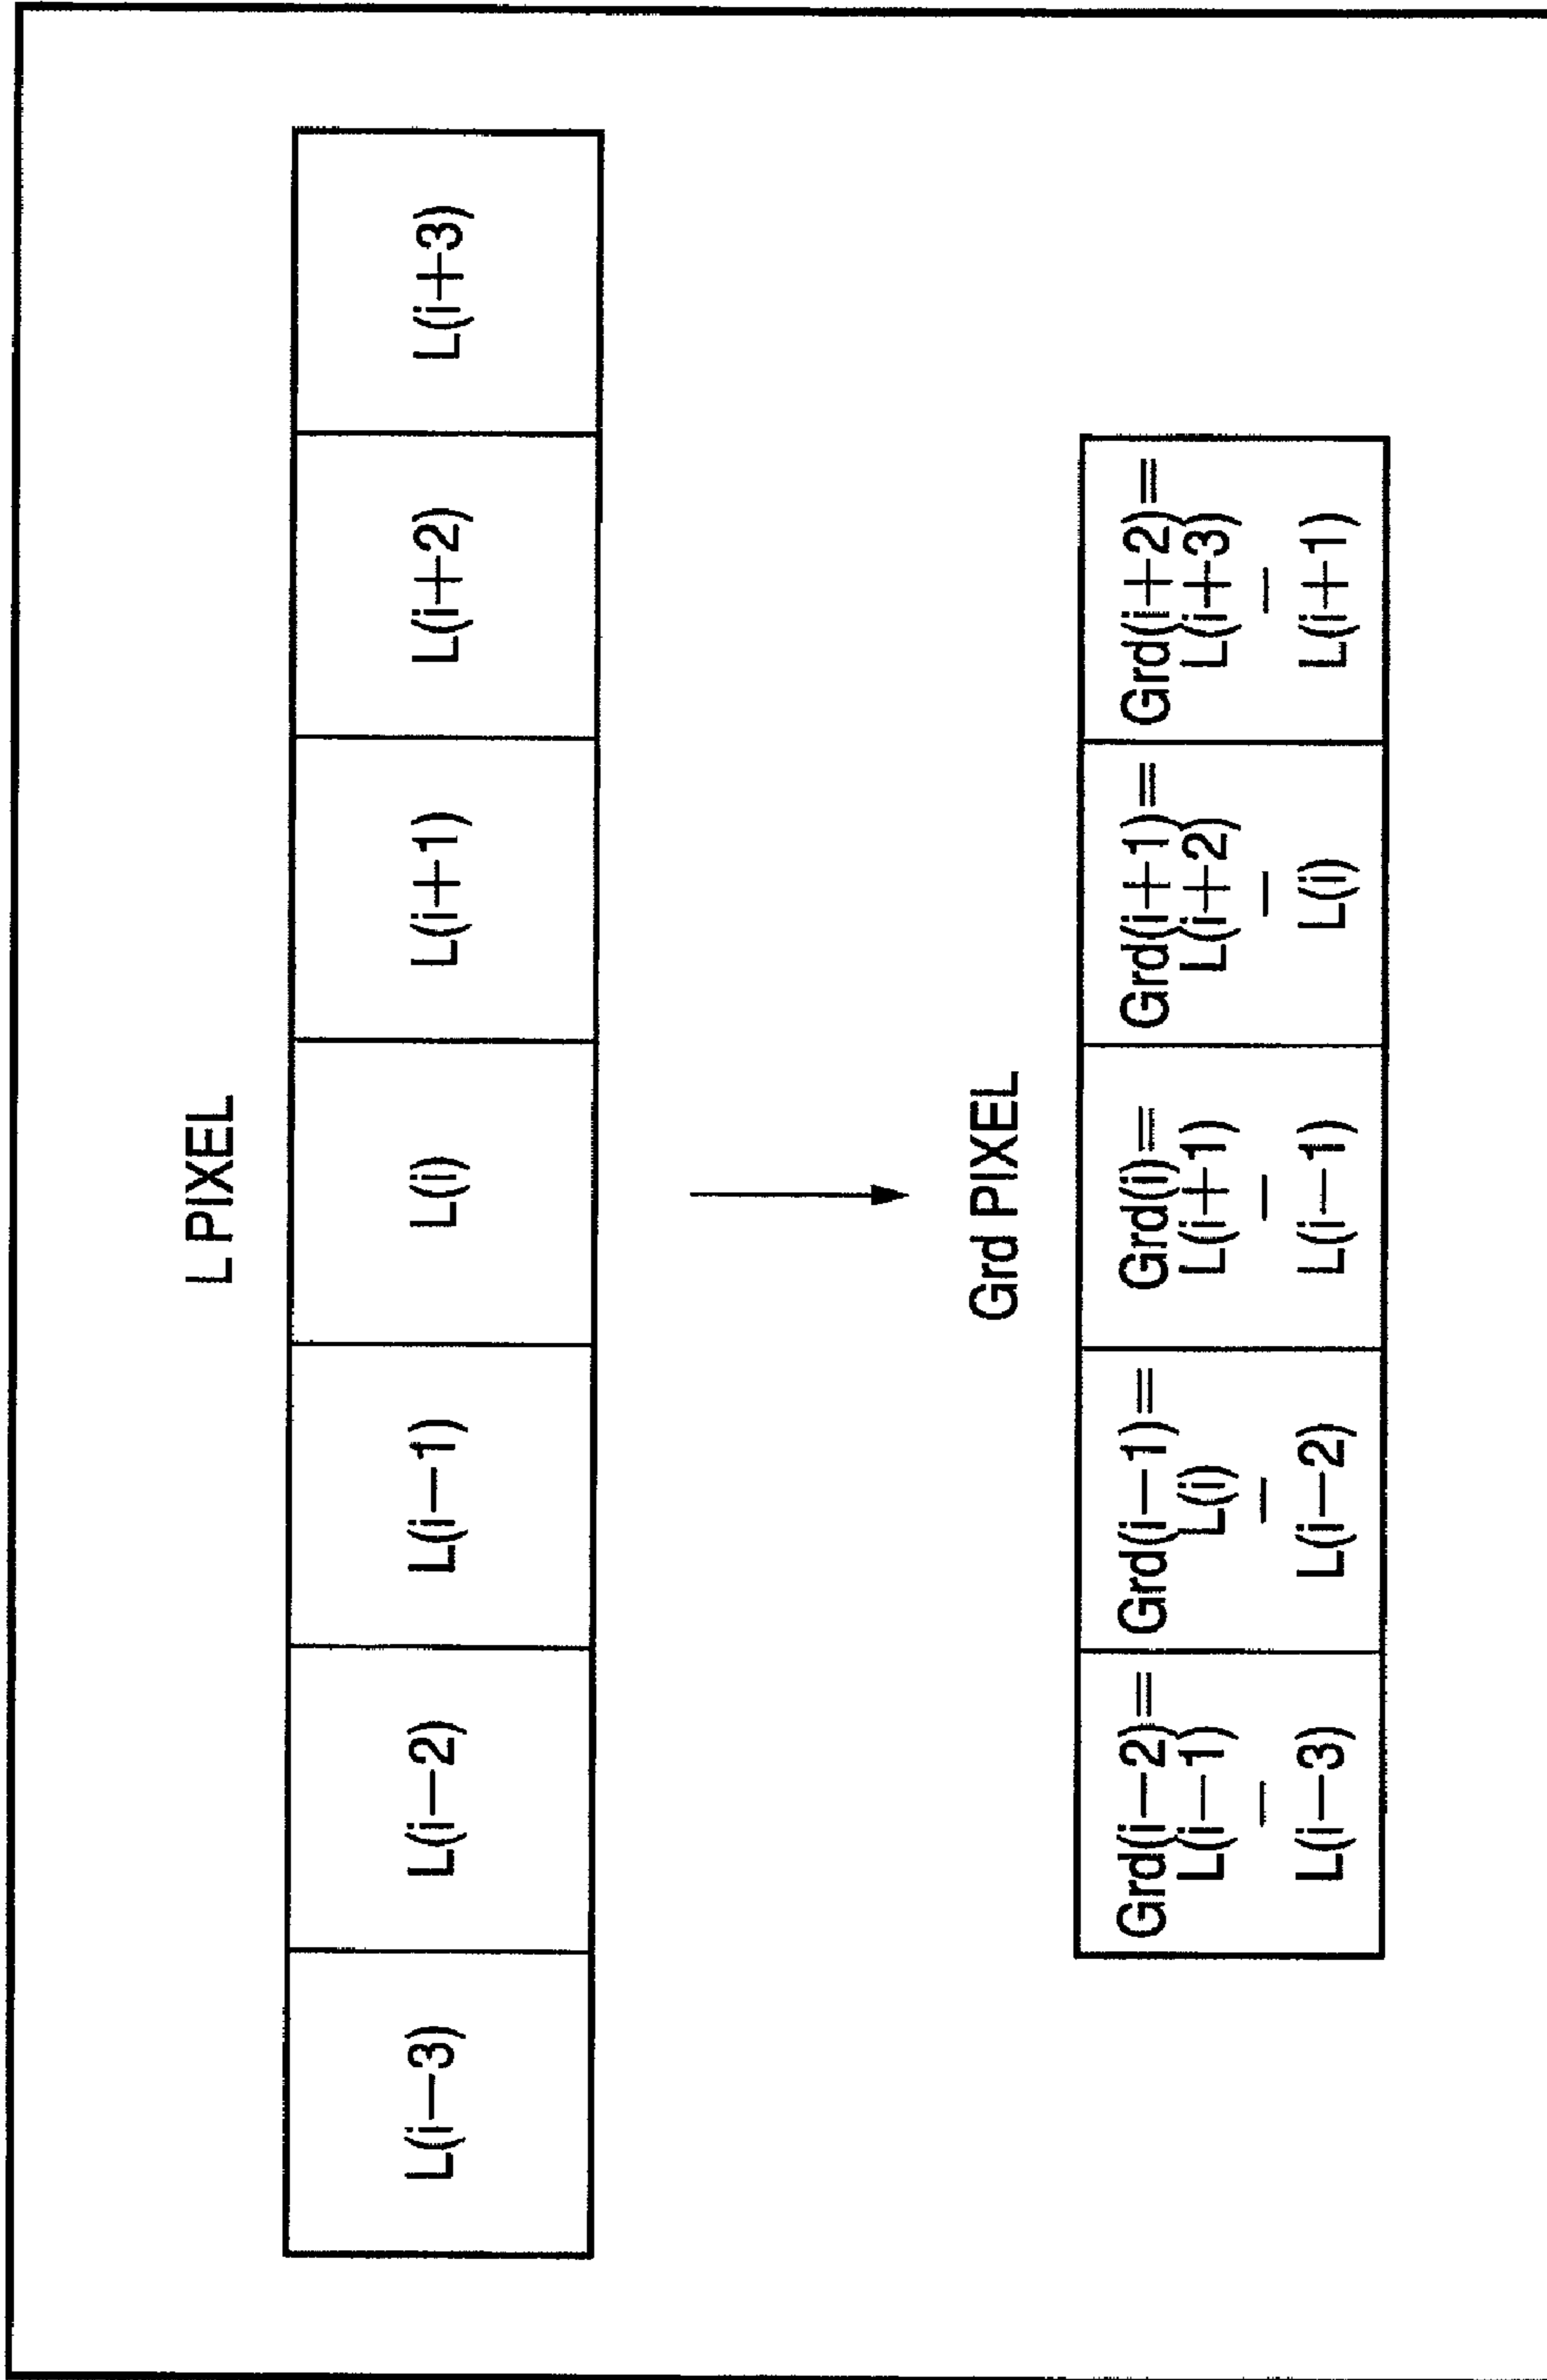 L PIXEL
L(i−3) L(i−2) L(i−1) L(i) L(i+1) L(i+2) L(i+3)
Grd PIXEL
Grd(i−2)=
L(i−1)
−
L(i−3)
Grd(i−1)=
L(i)
−
L(i−2)
Grd(i)=
L(i+1)
−
L(i−1)
Grd(i+1)=
L(i+2)
−
L(i)
Grd(i+2)=
L(i+3)
−
L(i+1)